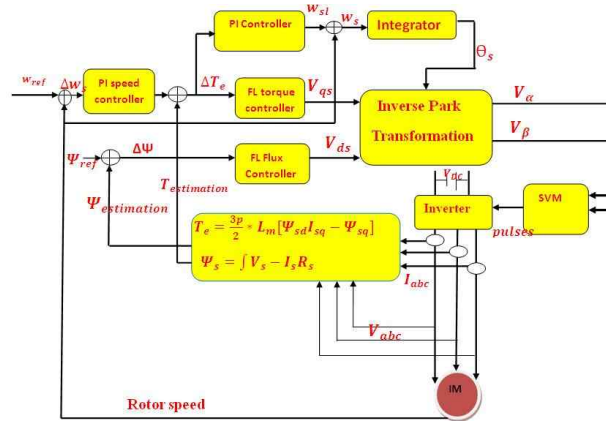 PI Controller
w_sl
w_s
Integrator
Θ_s
w_ref
Δw_s
PI speed
controller
ΔT_e
FL torque
controller
V_qs
Inverse Park
Transformation
V_α
V_β
Ψ_ref
ΔΨ
FL Flux
Controller
V_ds
V_dc
Ψ_estimation
T_estimation
T_e = 3p/2 * L_m[Ψ_sd I_sq − Ψ_sq]
Ψ_s = ∫ V_s − I_s R_s
Inverter
pulses
SVM
I_abc
V_abc
IM
Rotor speed